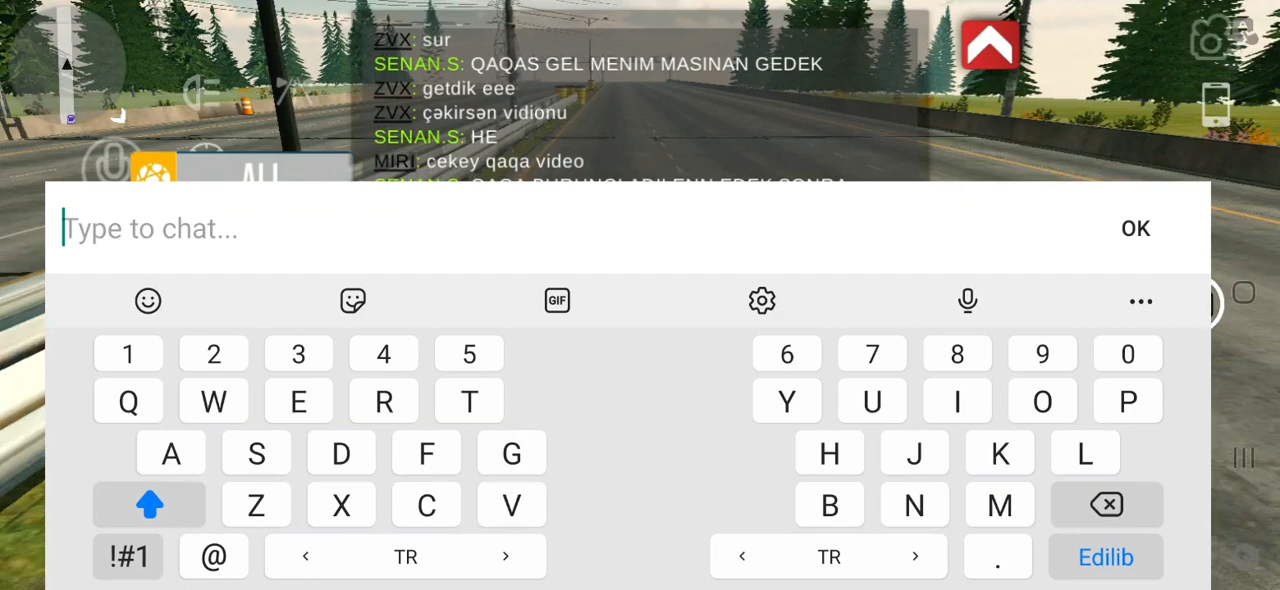 ZVX: sur
SENAN.S: QAQAS GEL MENIM MASINAN GEDEK
ZVX: getdik eee
ZVX: çəkirsən vidionu
SENAN.S: HE
MIRI: cekey qaqa video
ALL
Type to chat...
OK
GIF
1 2 3 4 5 6 7 8 9 0
Q W E R T Y U I O P
A S D F G H J K L
Z X C V B N M
!#1 @ < TR > < TR > . Edilib